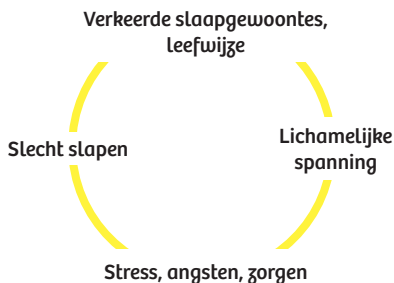 Verkeerde slaapgewoontes,
leefwijze
Slecht slapen
Lichamelijke
spanning
Stress, angsten, zorgen